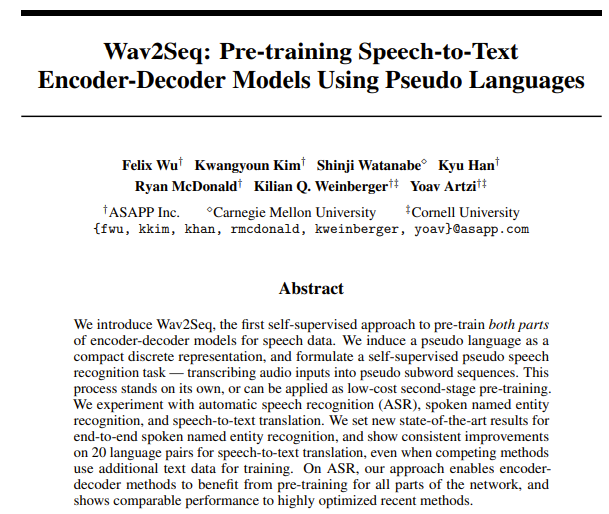 Wav2Seq: Pre-training Speech-to-Text
Encoder-Decoder Models Using Pseudo Languages
Felix Wu† Kwangyoun Kim† Shinji Watanabe⋄ Kyu Han†
Ryan McDonald† Kilian Q. Weinberger†‡ Yoav Artzi†‡
†ASAPP Inc. ⋄Carnegie Mellon University ‡Cornell University
{fwu, kkim, khan, rmcdonald, kweinberger, yoav}@asapp.com
Abstract
We introduce Wav2Seq, the first self-supervised approach to pre-train both parts
of encoder-decoder models for speech data. We induce a pseudo language as a
compact discrete representation, and formulate a self-supervised pseudo speech
recognition task — transcribing audio inputs into pseudo subword sequences. This
process stands on its own, or can be applied as low-cost second-stage pre-training.
We experiment with automatic speech recognition (ASR), spoken named entity
recognition, and speech-to-text translation. We set new state-of-the-art results for
end-to-end spoken named entity recognition, and show consistent improvements
on 20 language pairs for speech-to-text translation, even when competing methods
use additional text data for training. On ASR, our approach enables encoder-
decoder methods to benefit from pre-training for all parts of the network, and
shows comparable performance to highly optimized recent methods.